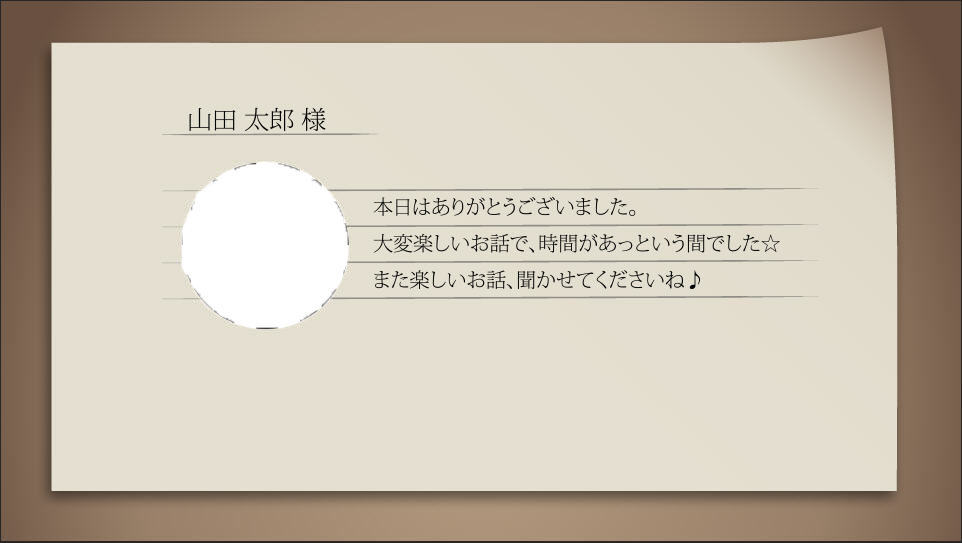 山田 太郎 様
本日はありがとうございました。
大変楽しいお話で、時間があっという間でした☆
また楽しいお話、聞かせてくださいね♪